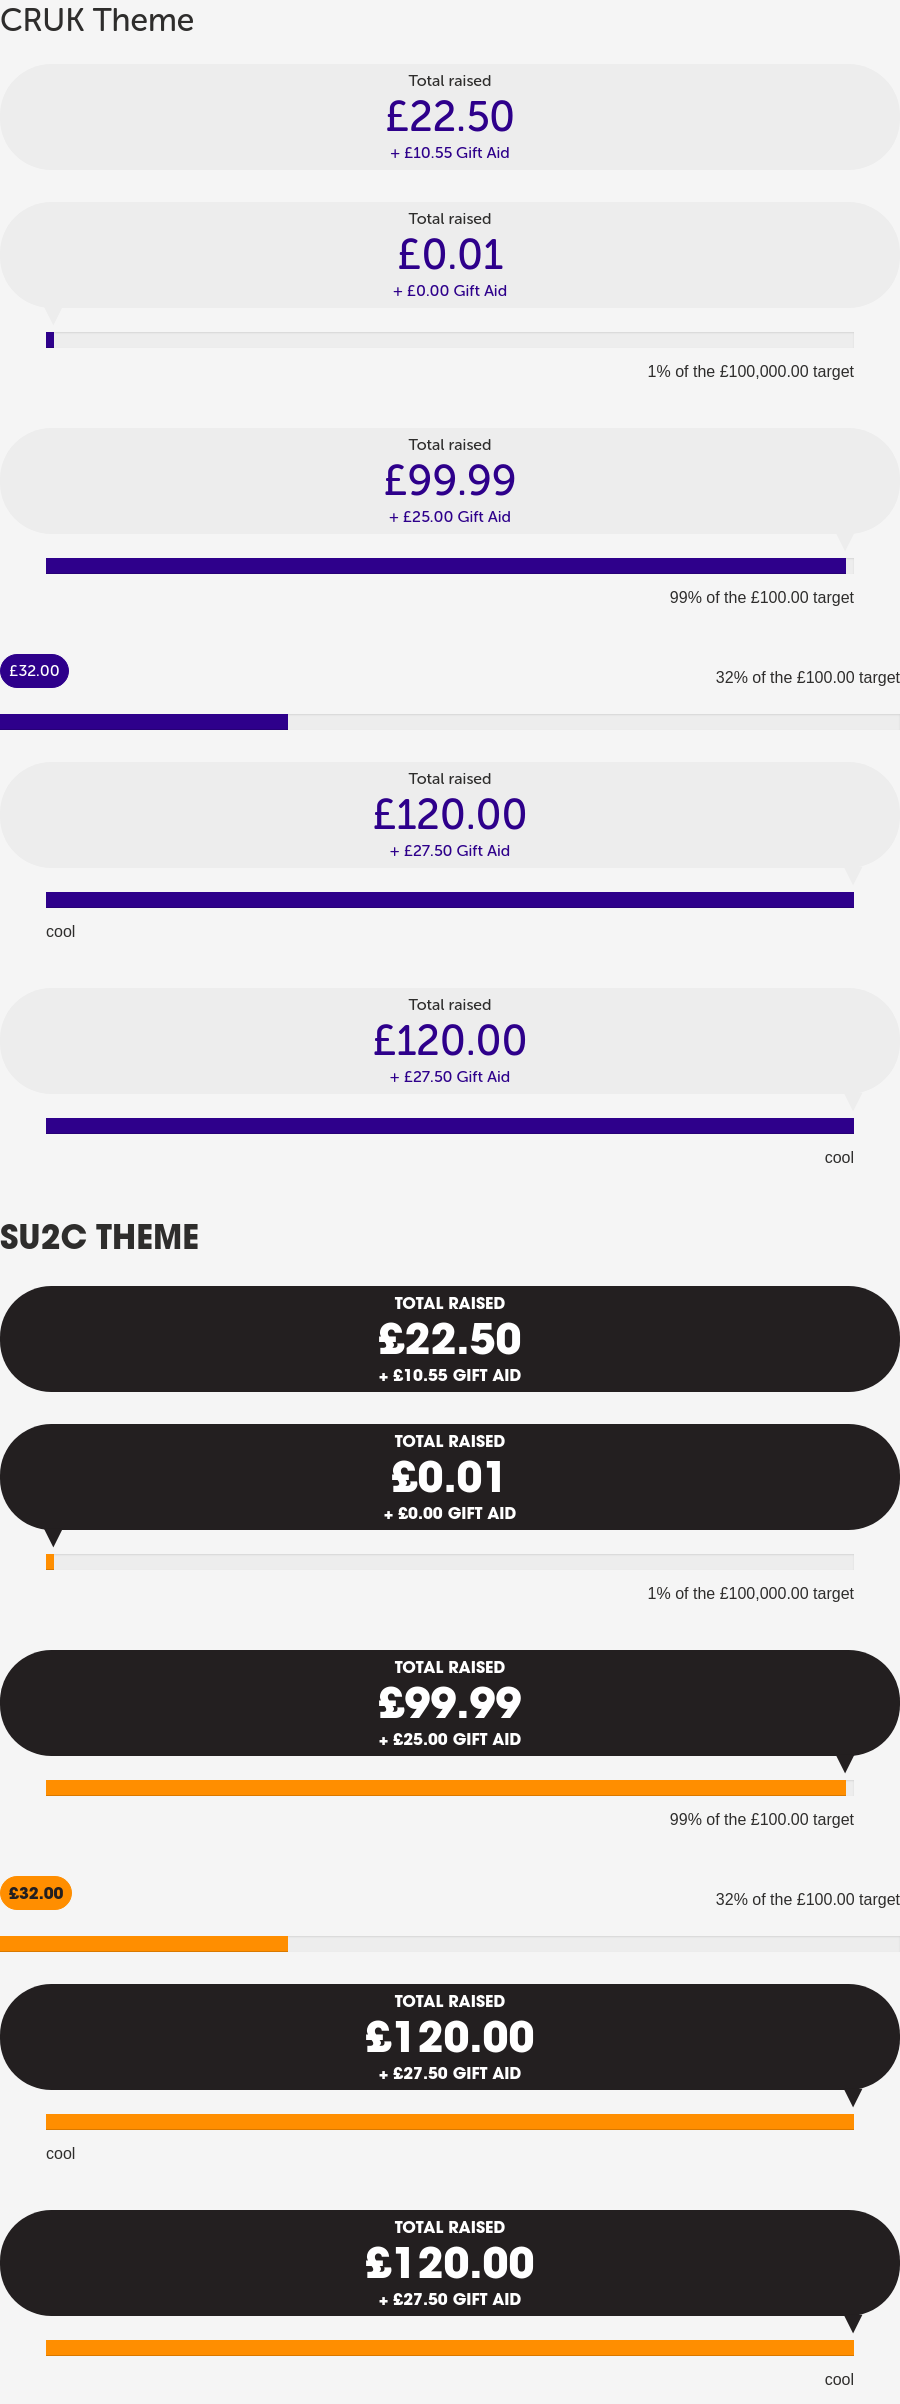 CRUK Theme
Total raised
£22.50
+ £10.55 Gift Aid
Total raised
£0.01
+ £0.00 Gift Aid
1% of the £100,000.00 target
Total raised
£99.99
+ £25.00 Gift Aid
99% of the £100.00 target
£32.00
32% of the £100.00 target
Total raised
£120.00
+ £27.50 Gift Aid
cool
Total raised
£120.00
+ £27.50 Gift Aid
cool
SU2C THEME
TOTAL RAISED
£22.50
+ £10.55 GIFT AID
TOTAL RAISED
£0.01
+ £0.00 GIFT AID
1% of the £100,000.00 target
TOTAL RAISED
£99.99
+ £25.00 GIFT AID
99% of the £100.00 target
£32.00
32% of the £100.00 target
TOTAL RAISED
£120.00
+ £27.50 GIFT AID
cool
TOTAL RAISED
£120.00
+ £27.50 GIFT AID
cool